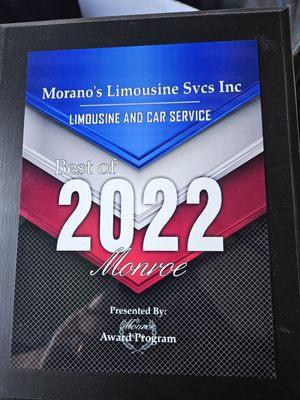 Morano's Limousine Svcs Inc
LIMOUSINE AND CAR SERVICE
Best of
2022
Monroe
Presented By:
Monroe
Award Program